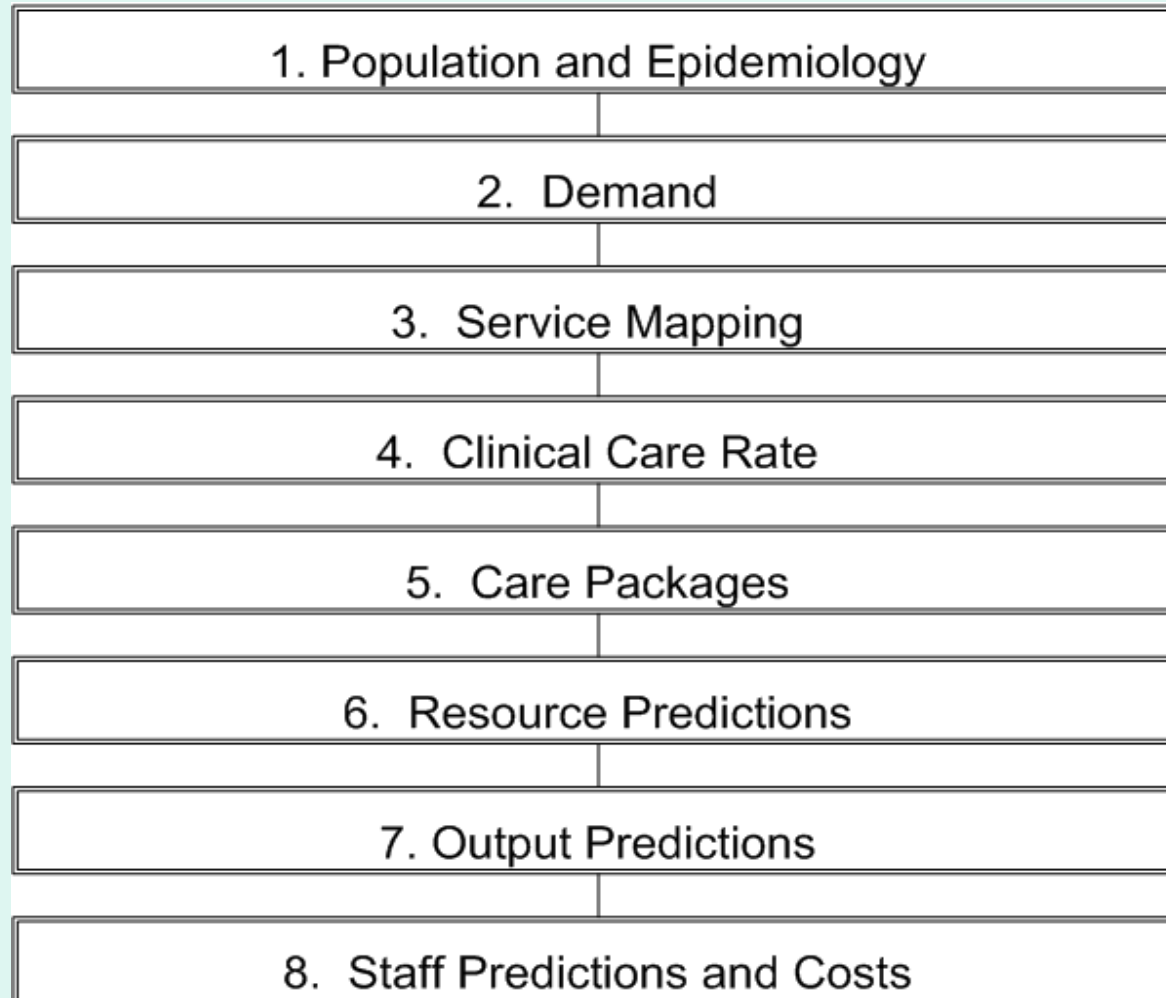 1. Population and Epidemiology
2.  Demand
3.  Service Mapping
4.  Clinical Care Rate
5.  Care Packages
6.  Resource Predictions
7. Output Predictions
8.  Staff Predictions and Costs